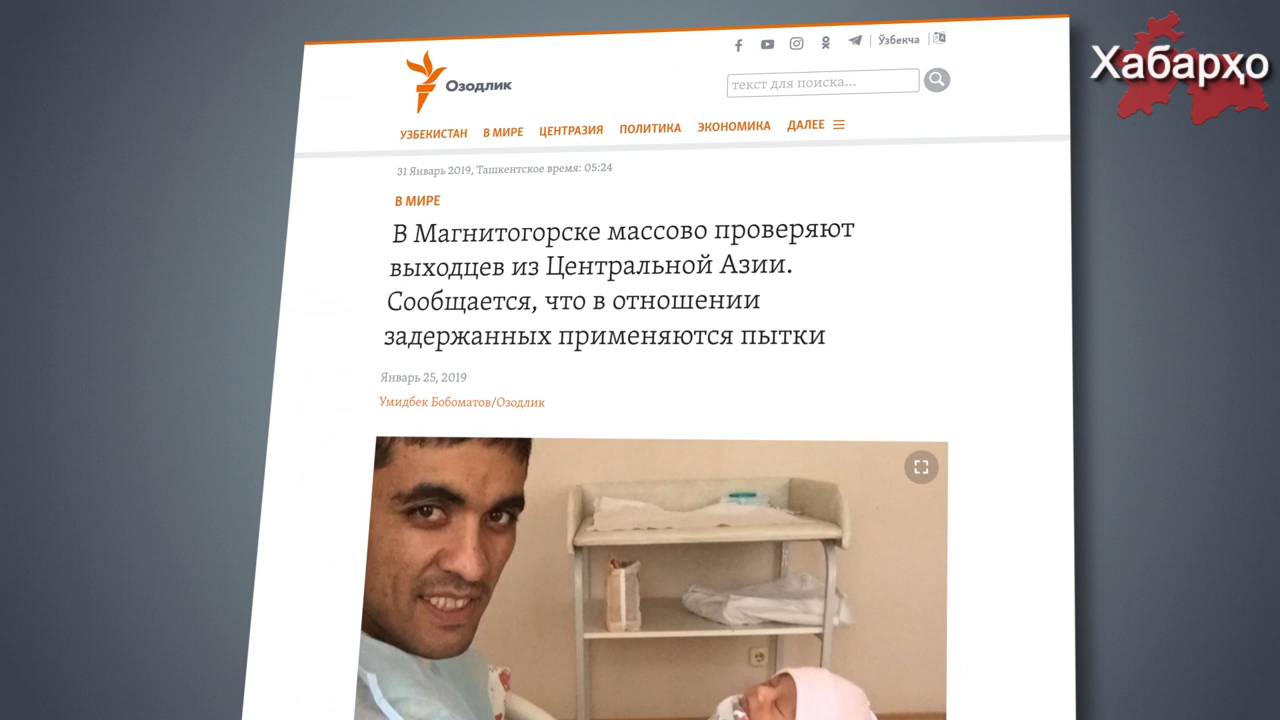 Хабарҳо
Ўзбекча
Озодлик
текст для поиска...
УЗБЕКИСТАН В МИРЕ ЦЕНТРАЗИЯ ПОЛИТИКА ЭКОНОМИКА ДАЛЕЕ
31 Январь 2019, Ташкентское время: 05:24
В МИРЕ
В Магнитогорске массово проверяют
выходцев из Центральной Азии.
Сообщается, что в отношении
задержанных применяются пытки
Январь 25, 2019
Умидбек Бобоматов/Озодлик